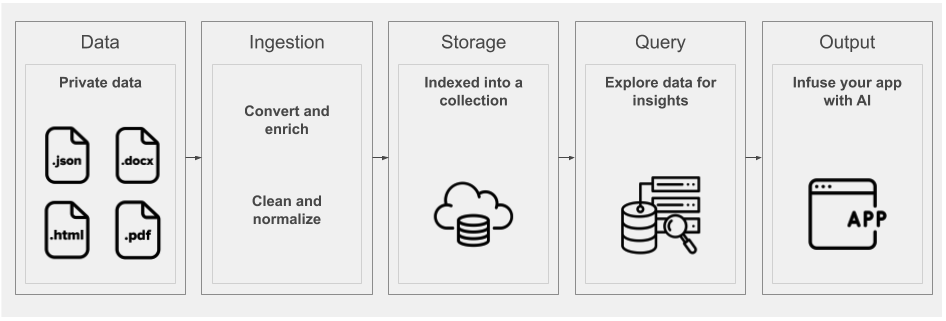 Data
Private data
.json
.docx
.html
.pdf
Ingestion
Convert and
enrich
Clean and
normalize
Storage
Indexed into a
collection
Query
Explore data for
insights
Output
Infuse your app
with AI
APP